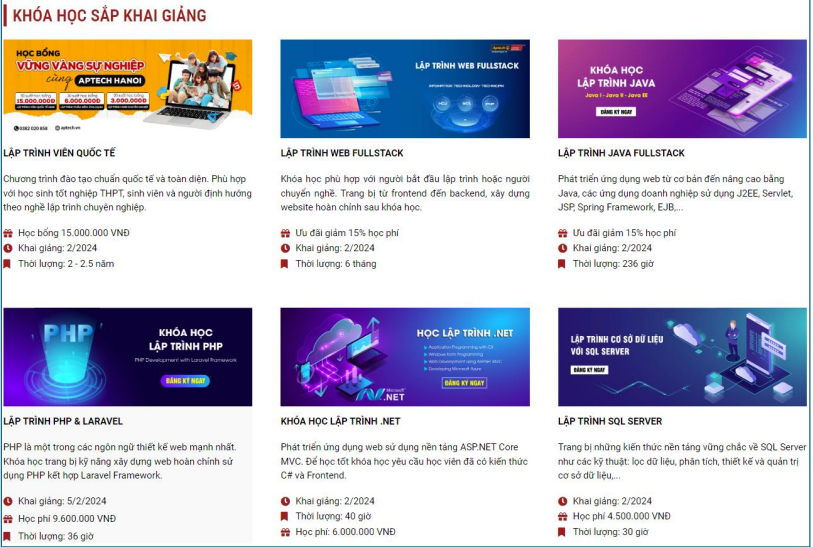 KHÓA HỌC SẮP KHAI GIẢNG
HỌC BỔNG
VỮNG VÀNG SỰ NGHIỆP
cùng APTECH HANOI
15.000.000Đ
6.000.000Đ
3.000.000Đ
0382 020 858
aptech.vn
LẬP TRÌNH VIÊN QUỐC TẾ
Chương trình đào tạo chuẩn quốc tế và toàn diện. Phù hợp
với học sinh tốt nghiệp THPT, sinh viên và người định hướng
theo nghề lập trình chuyên nghiệp.
Học bổng 15.000.000 VNĐ
Khai giảng: 2/2024
Thời lượng: 2 - 2.5 năm
LẬP TRÌNH WEB FULLSTACK
LẬP TRÌNH WEB FULLSTACK
Khóa học phù hợp với người bắt đầu lập trình hoặc người
chuyển nghề. Trang bị từ frontend đến backend, xây dựng
website hoàn chỉnh sau khóa học.
Ưu đãi giảm 15% học phí
Khai giảng: 2/2024
Thời lượng: 6 tháng
KHÓA HỌC
LẬP TRÌNH JAVA
Java I - Java II - Java EE
ĐĂNG KÝ NGAY
LẬP TRÌNH JAVA FULLSTACK
Phát triển ứng dụng web từ cơ bản đến nâng cao bằng
Java, các ứng dụng doanh nghiệp sử dụng J2EE, Servlet,
JSP, Spring Framework, EJB,...
Ưu đãi giảm 15% học phí
Khai giảng: 2/2024
Thời lượng: 236 giờ
PHP
KHÓA HỌC
LẬP TRÌNH PHP
PHP Development with Laravel Framework
ĐĂNG KÝ NGAY
LẬP TRÌNH PHP & LARAVEL
PHP là một trong các ngôn ngữ thiết kế web mạnh nhất.
Khóa học trang bị kỹ năng xây dựng web hoàn chỉnh sử
dụng PHP kết hợp Laravel Framework.
Khai giảng: 5/2/2024
Học phí 9.600.000 VNĐ
Thời lượng: 36 giờ
HỌC LẬP TRÌNH .NET
Application Programming with C#
Windows Form Programming
Web Development using ASP.Net MVC
Developing Microsoft Azure
ĐĂNG KÝ NGAY
Microsoft
.NET
KHÓA HỌC LẬP TRÌNH .NET
Phát triển ứng dụng web sử dụng nền tảng ASP.NET Core
MVC. Để học tốt khóa học yêu cầu học viên đã có kiến thức
C# và Frontend.
Khai giảng: 2/2024
Thời lượng: 40 giờ
Học phí: 6.000.000 VNĐ
LẬP TRÌNH CƠ SỞ DỮ LIỆU
VỚI SQL SERVER
ĐĂNG KÝ NGAY
LẬP TRÌNH SQL SERVER
Trang bị những kiến thức nền tảng vững chắc về SQL Server
như các kỹ thuật: lọc dữ liệu, phân tích, thiết kế và quản trị
cơ sở dữ liệu,...
Khai giảng: 2/2024
Học phí 4.500.000 VNĐ
Thời lượng: 30 giờ